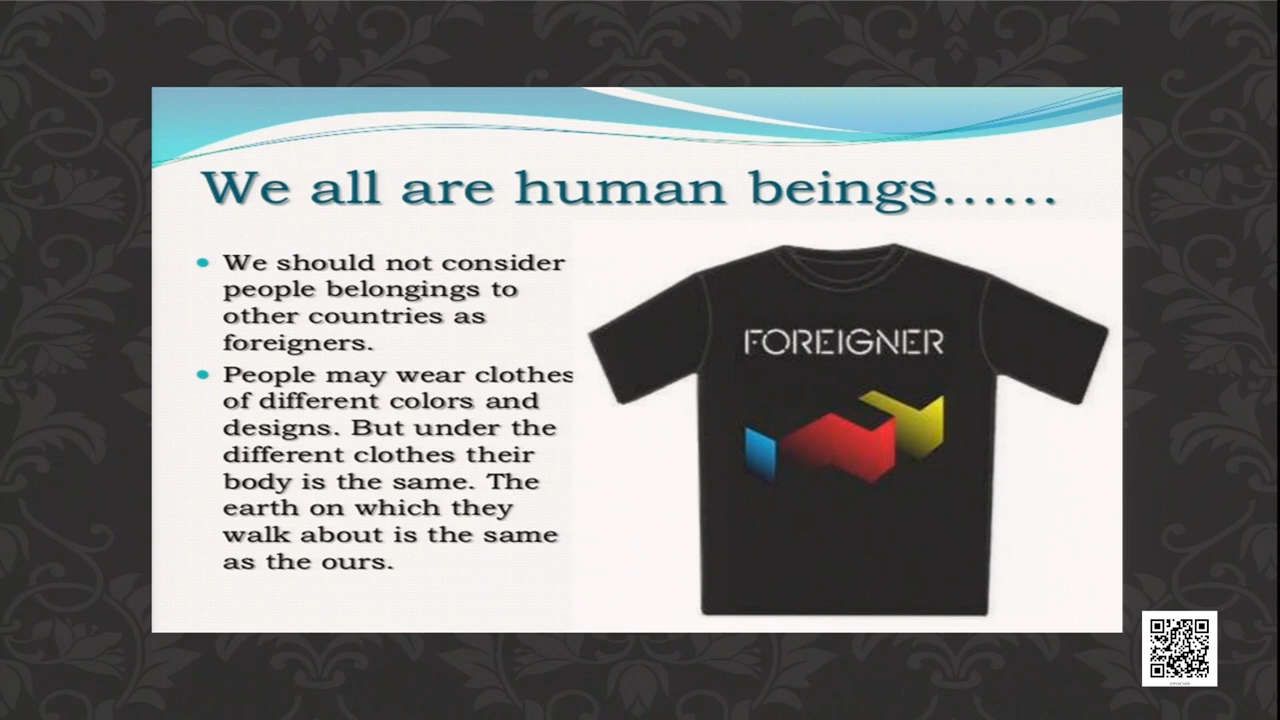 We all are human beings......
We should not consider
people belongings to
other countries as
foreigners.
People may wear clothes
of different colors and
designs. But under the
different clothes their
body is the same. The
earth on which they
walk about is the same
as the ours.
FOREIGNER